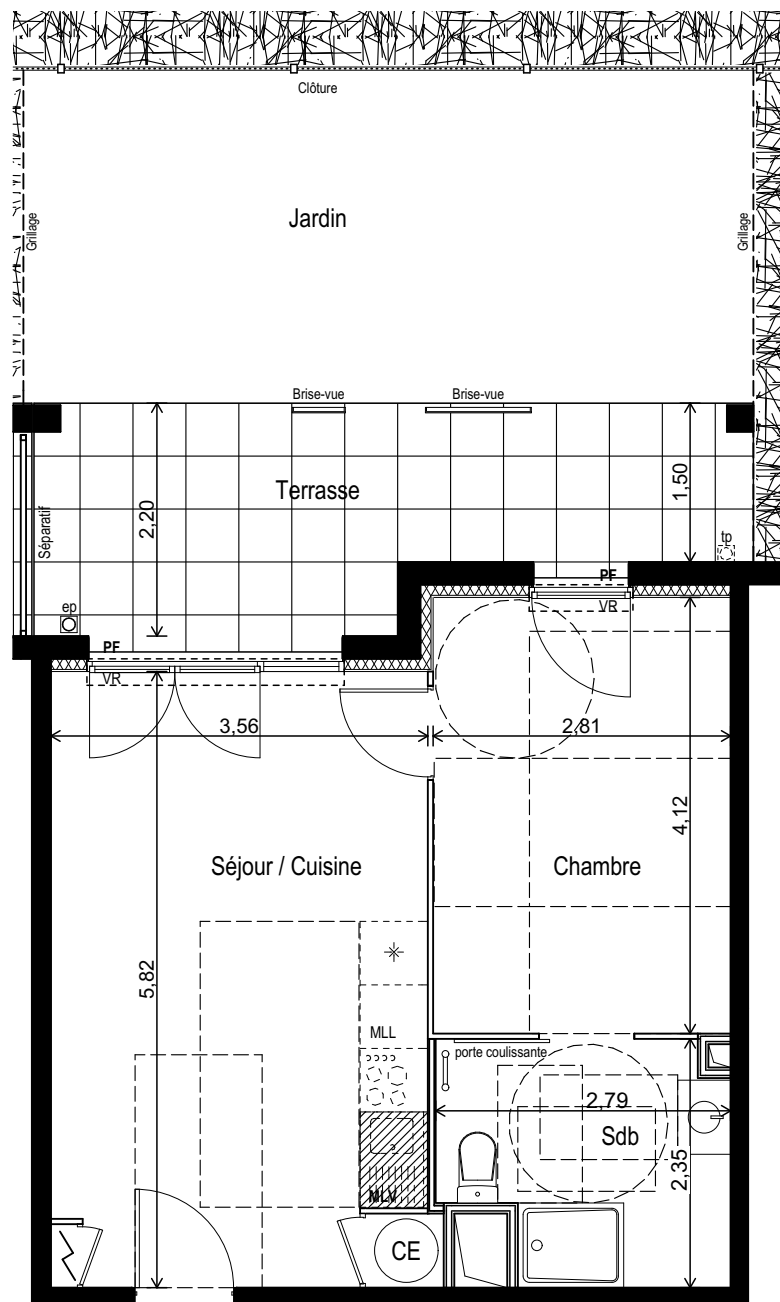 Clôture
Jardin
Grillage
Grillage
Brise-vue
Brise-vue
Terrasse
2,20
1,50
Séparatif
tp
ep
PF
VR
PF
VR
3,56
2,81
4,12
Séjour / Cuisine
Chambre
5,82
MLL
porte coulissante
2,79
Sdb
2,35
MLV
CE